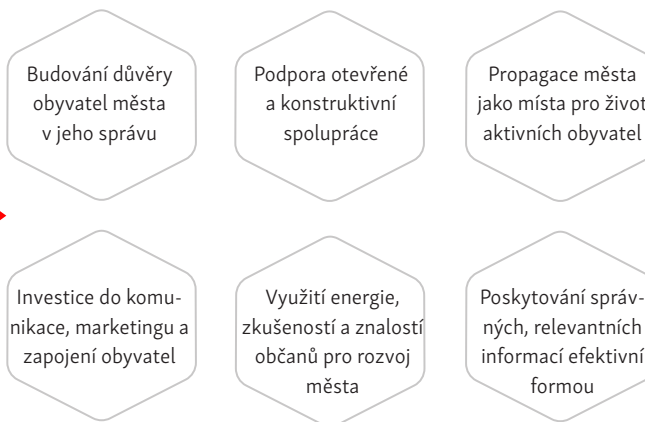 Budování důvěry
obyvatel města
v jeho správu
Podpora otevřené
a konstruktivní
spolupráce
Propagace města
jako místa pro život
aktivních obyvatel
Investice do komu-
nikace, marketingu a
zapojení obyvatel
Využití energie,
zkušeností a znalostí
občanů pro rozvoj
města
Poskytování správ-
ných, relevantních
informací efektivní
formou